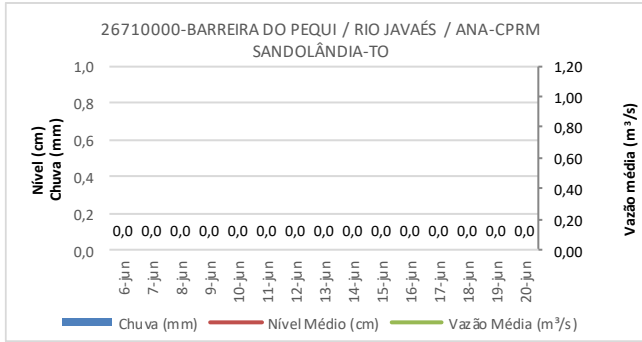 26710000-BARREIRA DO PEQUI / RIO JAVAÉS / ANA-CPRM
SANDOLÂNDIA-TO
Nível (cm)
Chuva (mm)
1,0
0,8
0,6
0,4
0,2
0,0
0,0 0,0 0,0 0,0 0,0 0,0 0,0 0,0 0,0 0,0 0,0 0,0 0,0 0,0 0,0
6-jun 7-jun 8-jun 9-jun 10-jun 11-jun 12-jun 13-jun 14-jun 15-jun 16-jun 17-jun 18-jun 19-jun 20-jun
1,20
1,00
0,80
0,60
0,40
0,20
0,00
Vazão média (m³/s)
Chuva (mm) Nível Médio (cm) Vazão Média (m³/s)